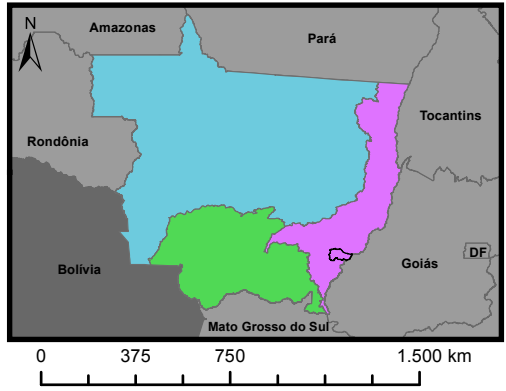 N
Amazonas
Pará
Tocantins
Rondônia
Bolívia
Goiás
DF
Mato Grosso do Sul
0 375 750 1.500 km